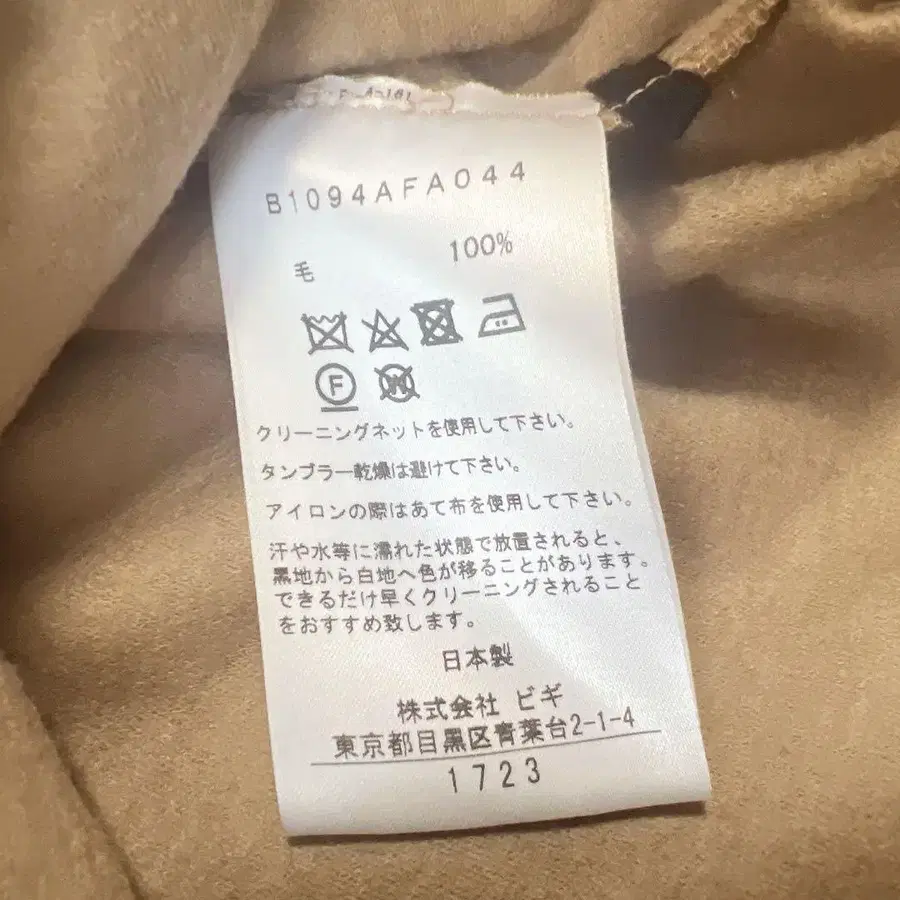 B1094AFA044
毛 100%
F
W
クリーニングネットを使用して下さい。
タンブラー乾燥は避けて下さい。
アイロンの際はあて布を使用して下さい。
汗や水等に濡れた状態で放置されると、
黒地から白地へ色が移ることがあります。
できるだけ早くクリーニングされること
をおすすめ致します。
日本製
株式会社 ビギ
東京都目黒区青葉台2-1-4
1723